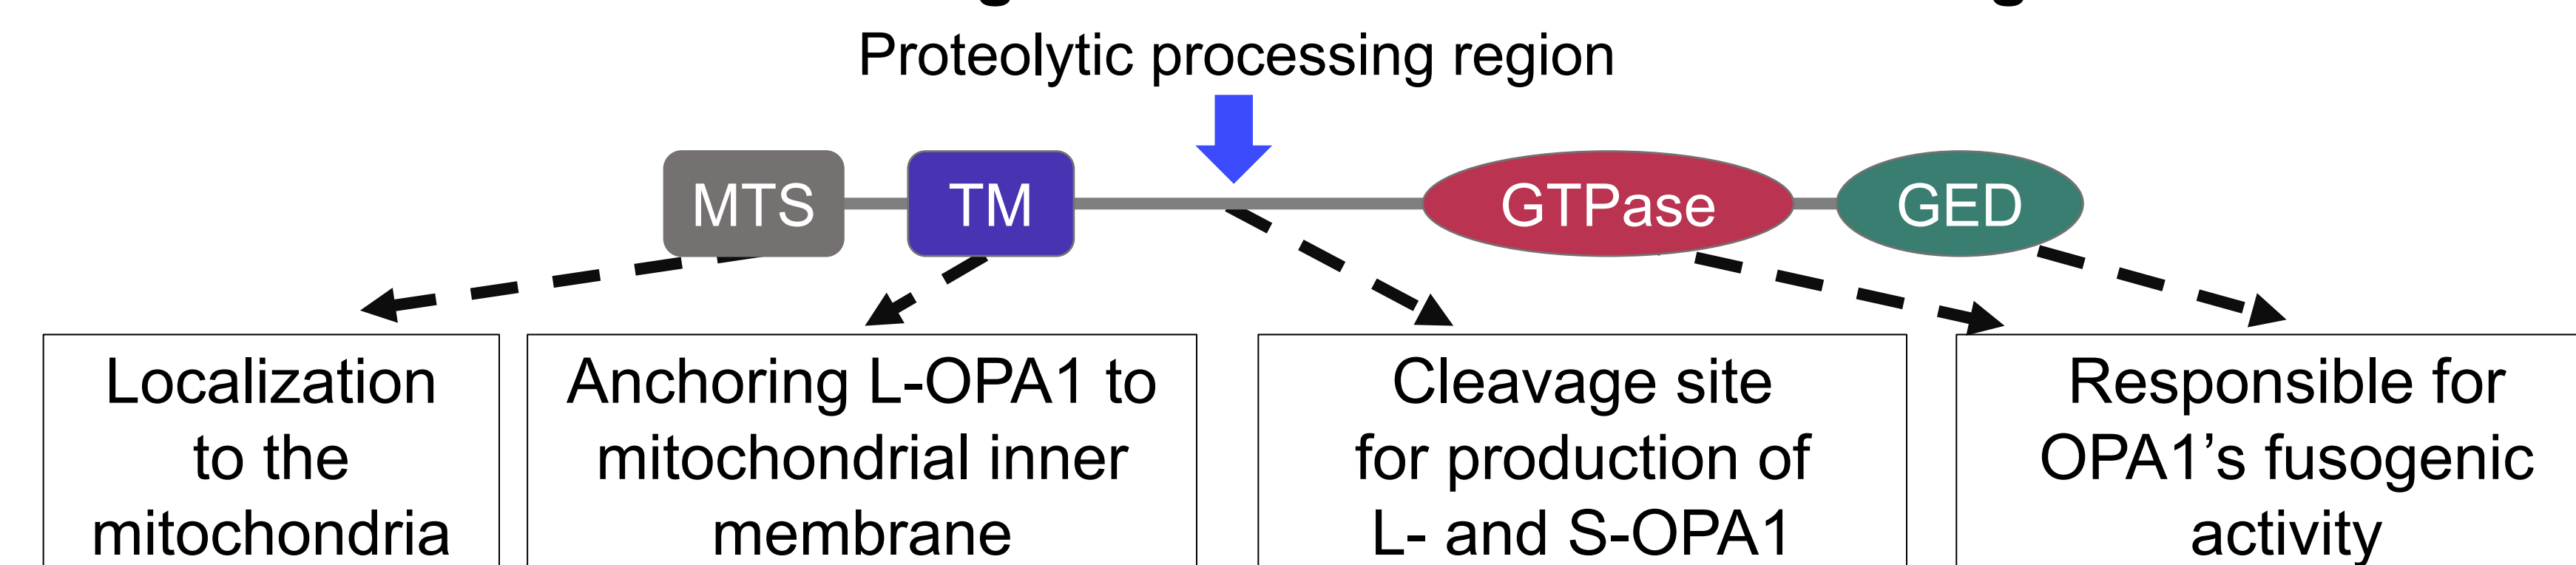 Proteolytic processing region
MTS
TM
GTPase
GED
Localization
to the
mitochondria
Anchoring L-OPA1 to
mitochondrial inner
membrane
Cleavage site
for production of
L- and S-OPA1
Responsible for
OPA1’s fusogenic
activity